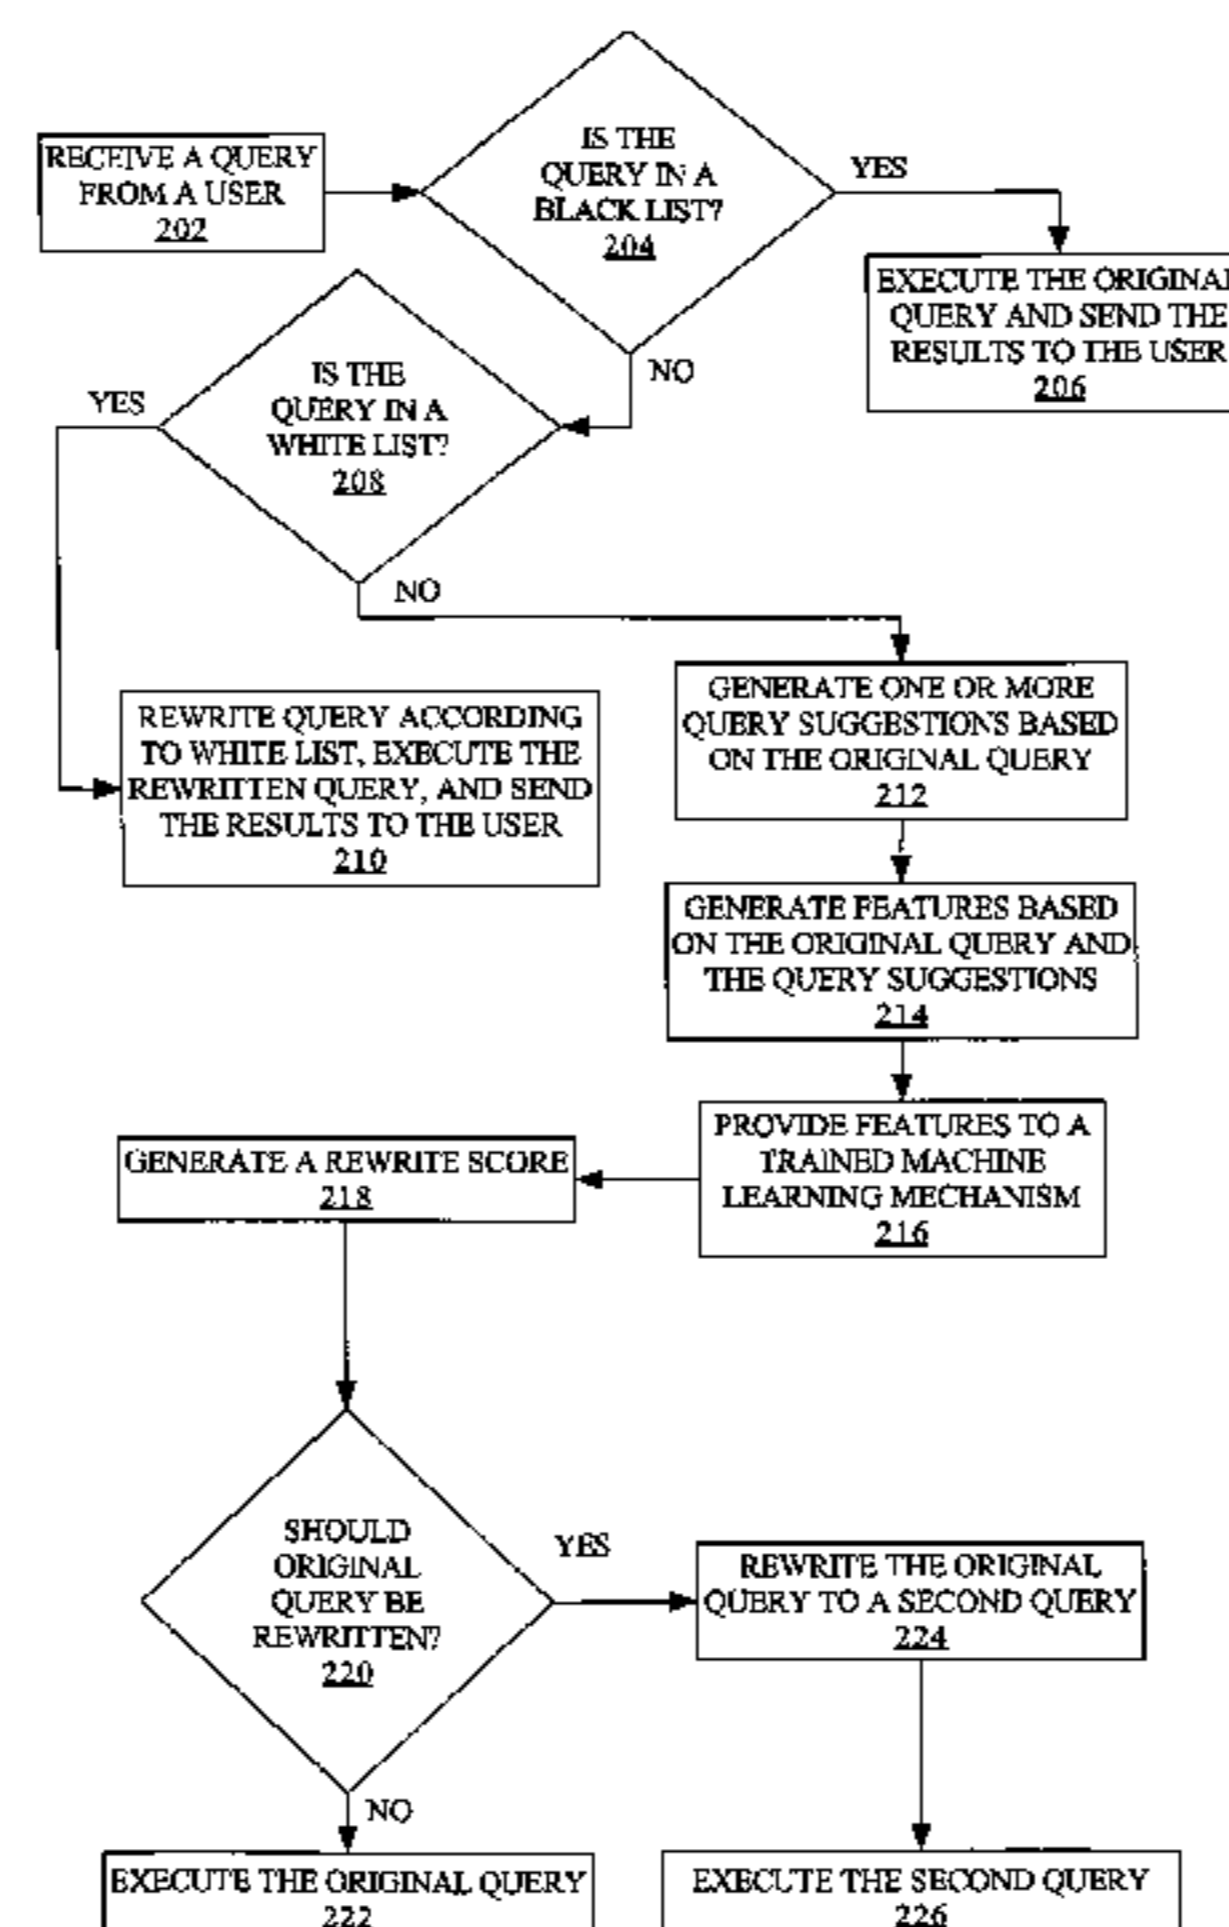 RECEIVE A QUERY
FROM A USER
202
IS THE
QUERY IN A
BLACK LIST?
204
YES
EXECUTE THE ORIGINAL
QUERY AND SEND THE
RESULTS TO THE USER
206
NO
IS THE
QUERY IN A
WHITE LIST?
208
YES
NO
REWRITE QUERY ACCORDING
TO WHITE LIST, EXECUTE THE
REWRITTEN QUERY, AND SEND
THE RESULTS TO THE USER
210
GENERATE ONE OR MORE
QUERY SUGGESTIONS BASED
ON THE ORIGINAL QUERY
212
GENERATE FEATURES BASED
ON THE ORIGINAL QUERY AND
THE QUERY SUGGESTIONS
214
PROVIDE FEATURES TO A
TRAINED MACHINE
LEARNING MECHANISM
216
GENERATE A REWRITE SCORE
218
SHOULD
ORIGINAL
QUERY BE
REWRITTEN?
220
YES
REWRITE THE ORIGINAL
QUERY TO A SECOND QUERY
224
NO
EXECUTE THE ORIGINAL QUERY
222
EXECUTE THE SECOND QUERY
226